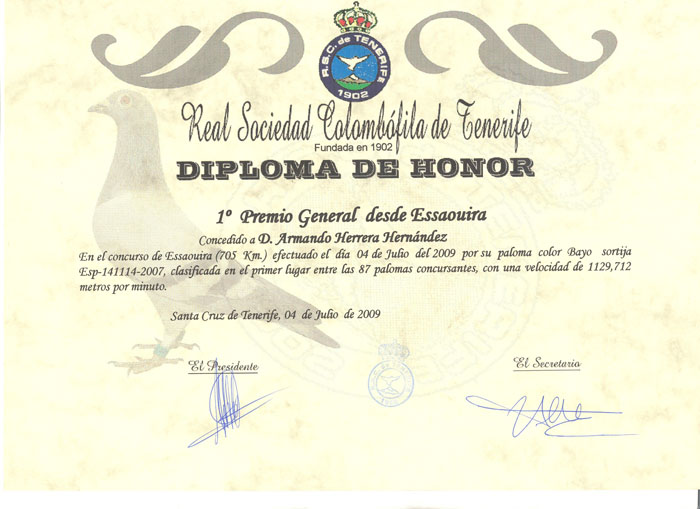 R.S.C. de TENERIFE
1902
Real Sociedad Colombófila de Tenerife
Fundada en 1902
DIPLOMA DE HONOR
1º Premio General desde Essaouira
Concedido a D. Armando Herrera Hernández
En el concurso de Essaouira (705 Km.) efectuado el día 04 de Julio del 2009 por su paloma color Bayo sortija
Esp-141114-2007, clasificada en el primer lugar entre las 87 palomas concursantes, con una velocidad de 1129,712
metros por minuto.
Santa Cruz de Tenerife, 04 de Julio de 2009
El Presidente
El Secretario